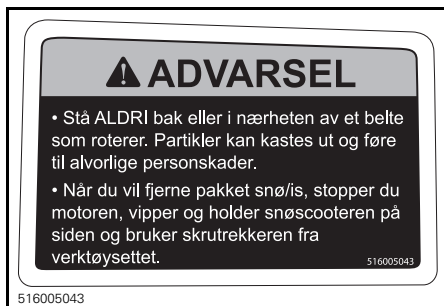 ADVARSEL
• Stå ALDRI bak eller i nærheten av et belte
som roterer. Partikler kan kastes ut og føre
til alvorlige personskader.
• Når du vil fjerne pakket snø/is, stopper du
motoren, vipper og holder snøscooteren på
siden og bruker skrutrekkeren fra
verktøysettet.
516005043
516005043